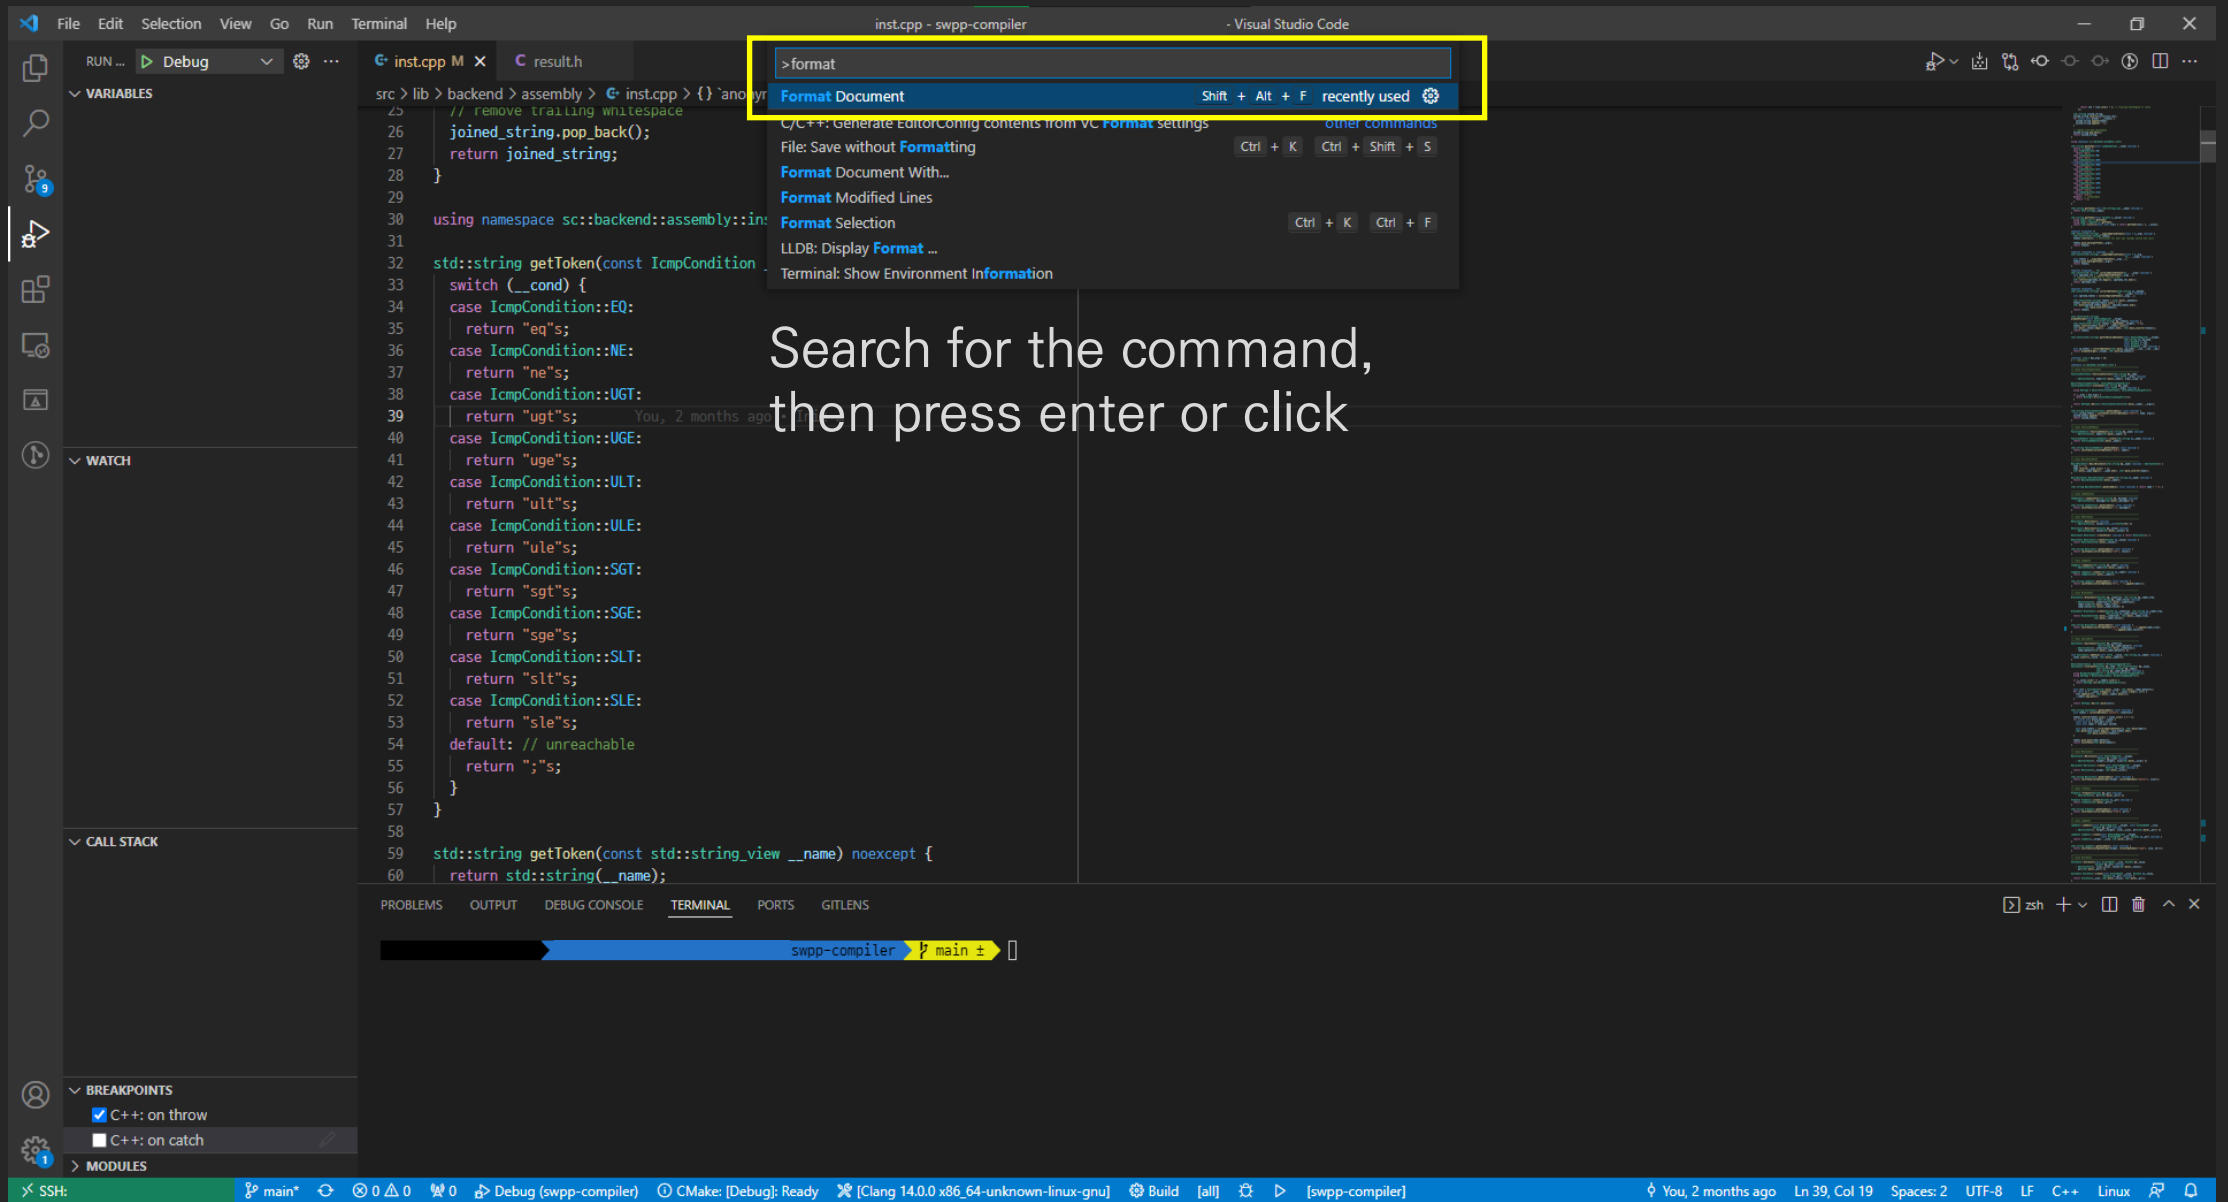 File Edit Selection View Go Run Terminal Help
inst.cpp - swpp-compiler - Visual Studio Code
RUN ... Debug
inst.cpp M
result.h
>format
Format Document Shift + Alt + F recently used
C/C++: Generate EditorConfig contents from VC Format settings other commands
File: Save without Formatting Ctrl + K Ctrl + Shift + S
Format Document With...
Format Modified Lines
Format Selection Ctrl + K Ctrl + F
LLDB: Display Format ...
Terminal: Show Environment Information
Search for the command,
then press enter or click
VARIABLES
WATCH
CALL STACK
BREAKPOINTS
C++: on throw
C++: on catch
MODULES
src > lib > backend > assembly > inst.cpp > {} `anonyr
25 // remove trailing whitespace
26 joined_string.pop_back();
27 return joined_string;
28 }
29
30 using namespace sc::backend::assembly::ins
31
32 std::string getToken(const IcmpCondition _
33 switch (__cond) {
34 case IcmpCondition::EQ:
35 return "eq"s;
36 case IcmpCondition::NE:
37 return "ne"s;
38 case IcmpCondition::UGT:
39 return "ugt"s; You, 2 months ago •
40 case IcmpCondition::UGE:
41 return "uge"s;
42 case IcmpCondition::ULT:
43 return "ult"s;
44 case IcmpCondition::ULE:
45 return "ule"s;
46 case IcmpCondition::SGT:
47 return "sgt"s;
48 case IcmpCondition::SGE:
49 return "sge"s;
50 case IcmpCondition::SLT:
51 return "slt"s;
52 case IcmpCondition::SLE:
53 return "sle"s;
54 default: // unreachable
55 return ";"s;
56 }
57 }
58
59 std::string getToken(const std::string_view __name) noexcept {
60 return std::string(__name);
PROBLEMS OUTPUT DEBUG CONSOLE TERMINAL PORTS GITLENS
zsh
swpp-compiler main ±
9
1
SSH: main* 0 0 0 Debug (swpp-compiler) CMake: [Debug]: Ready [Clang 14.0.0 x86_64-unknown-linux-gnu] Build [all] [swpp-compiler] You, 2 months ago Ln 39, Col 19 Spaces: 2 UTF-8 LF C++ Linux